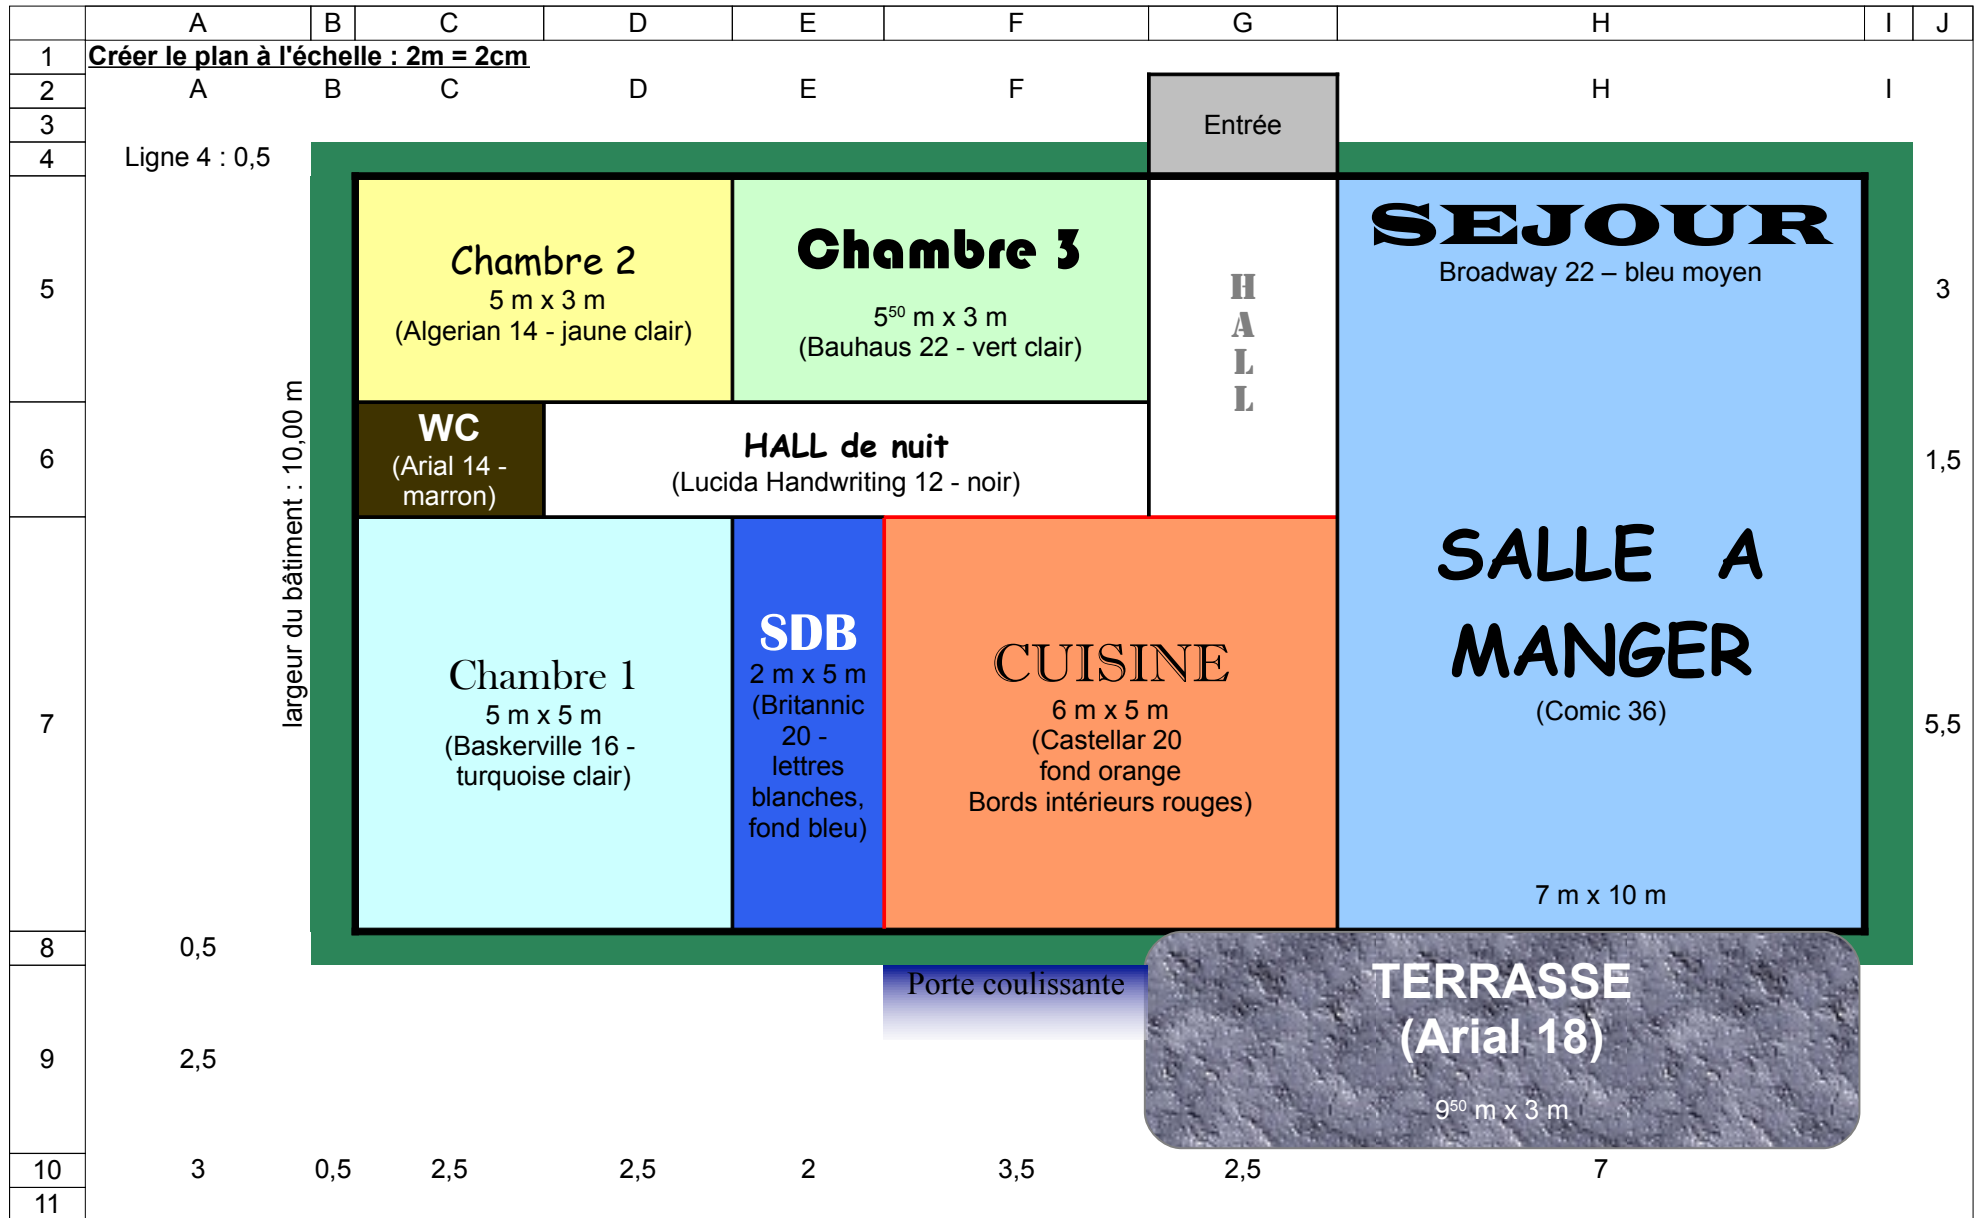 A B C D E F G H I J
1 Créer le plan à l'échelle : 2m = 2cm
2 A B C D E F H I
3 Entrée
4 Ligne 4 : 0,5
5
Chambre 2
5 m x 3 m
(Algerian 14 - jaune clair)
Chambre 3
5⁵⁰ m x 3 m
(Bauhaus 22 - vert clair)
H
A
L
L
SEJOUR
Broadway 22 – bleu moyen
3
largeur du bâtiment : 10,00 m
6
WC
(Arial 14 -
marron)
HALL de nuit
(Lucida Handwriting 12 - noir)
1,5
7
Chambre 1
5 m x 5 m
(Baskerville 16 -
turquoise clair)
SDB
2 m x 5 m
(Britannic
20 -
lettres
blanches,
fond bleu)
CUISINE
6 m x 5 m
(Castellar 20
fond orange
Bords intérieurs rouges)
SALLE A
MANGER
(Comic 36)
7 m x 10 m
5,5
8 0,5
Porte coulissante
TERRASSE
(Arial 18)
9⁵⁰ m x 3 m
9 2,5
10 3 0,5 2,5 2,5 2 3,5 2,5 7
11